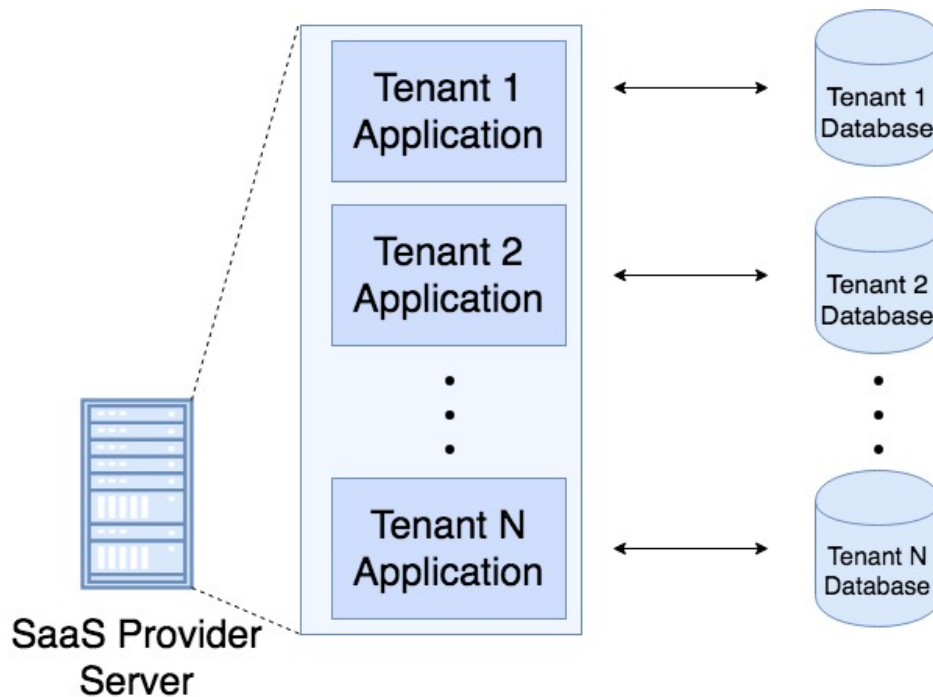 Tenant 1
Application
Tenant 1
Database
Tenant 2
Application
Tenant 2
Database
Tenant N
Application
Tenant N
Database
SaaS Provider
Server